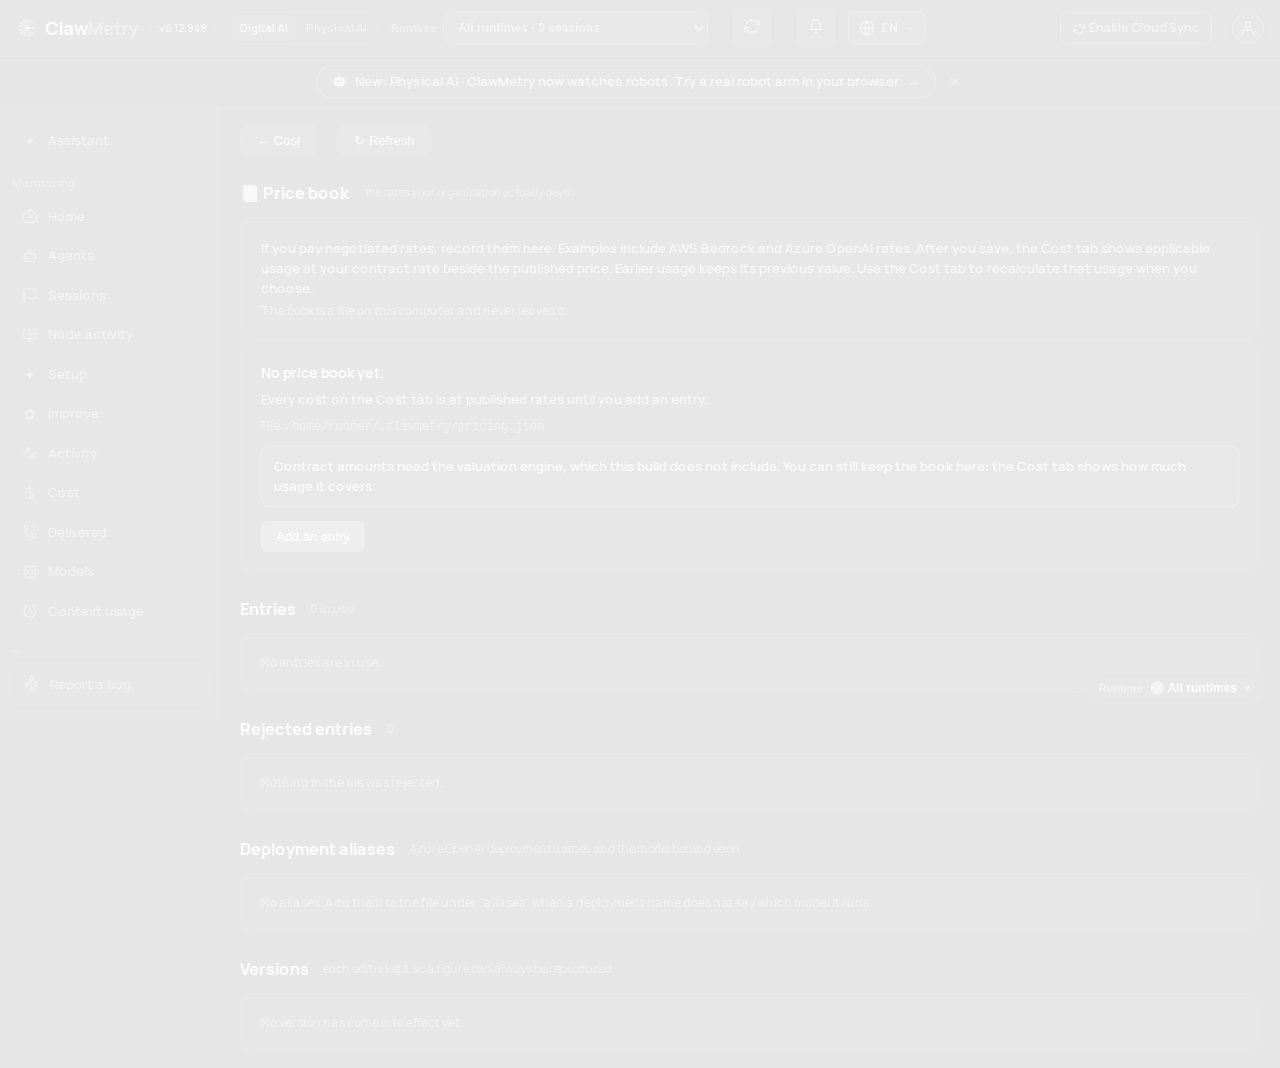 ClawMetry v0.12.948 Digital AI Physical AI Runtime All runtimes - 0 sessions EN Enable Cloud Sync
New: Physical AI · ClawMetry now watches robots. Try a real robot arm in your browser → ×
Assistant
Monitoring
Home
Agents
Sessions
Node activity
Setup
Improve
Activity
Cost
Delivered
Models
Context usage
Report a bug
← Cost ↻ Refresh
Price book the rates your organisation actually pays
If you pay negotiated rates, record them here. Examples include AWS Bedrock and Azure OpenAI rates. After you save, the Cost tab shows applicable
usage at your contract rate beside the published price. Earlier usage keeps its previous value. Use the Cost tab to recalculate that usage when you
choose.
The book is a file on this computer and never leaves it.
No price book yet.
Every cost on the Cost tab is at published rates until you add an entry.
File: /home/runner/.clawmetry/pricing.json
Contract amounts need the valuation engine, which this build does not include. You can still keep the book here: the Cost tab shows how much
usage it covers.
Add an entry
Entries 0 in use
No entries are in use.
Runtime All runtimes ▾
Rejected entries 0
Nothing in the file was rejected.
Deployment aliases Azure OpenAI deployment names and the model behind each
No aliases. Add them to the file under "aliases" when a deployment name does not say which model it runs.
Versions each edit is kept, so a figure can always be reproduced
No version has come into effect yet.